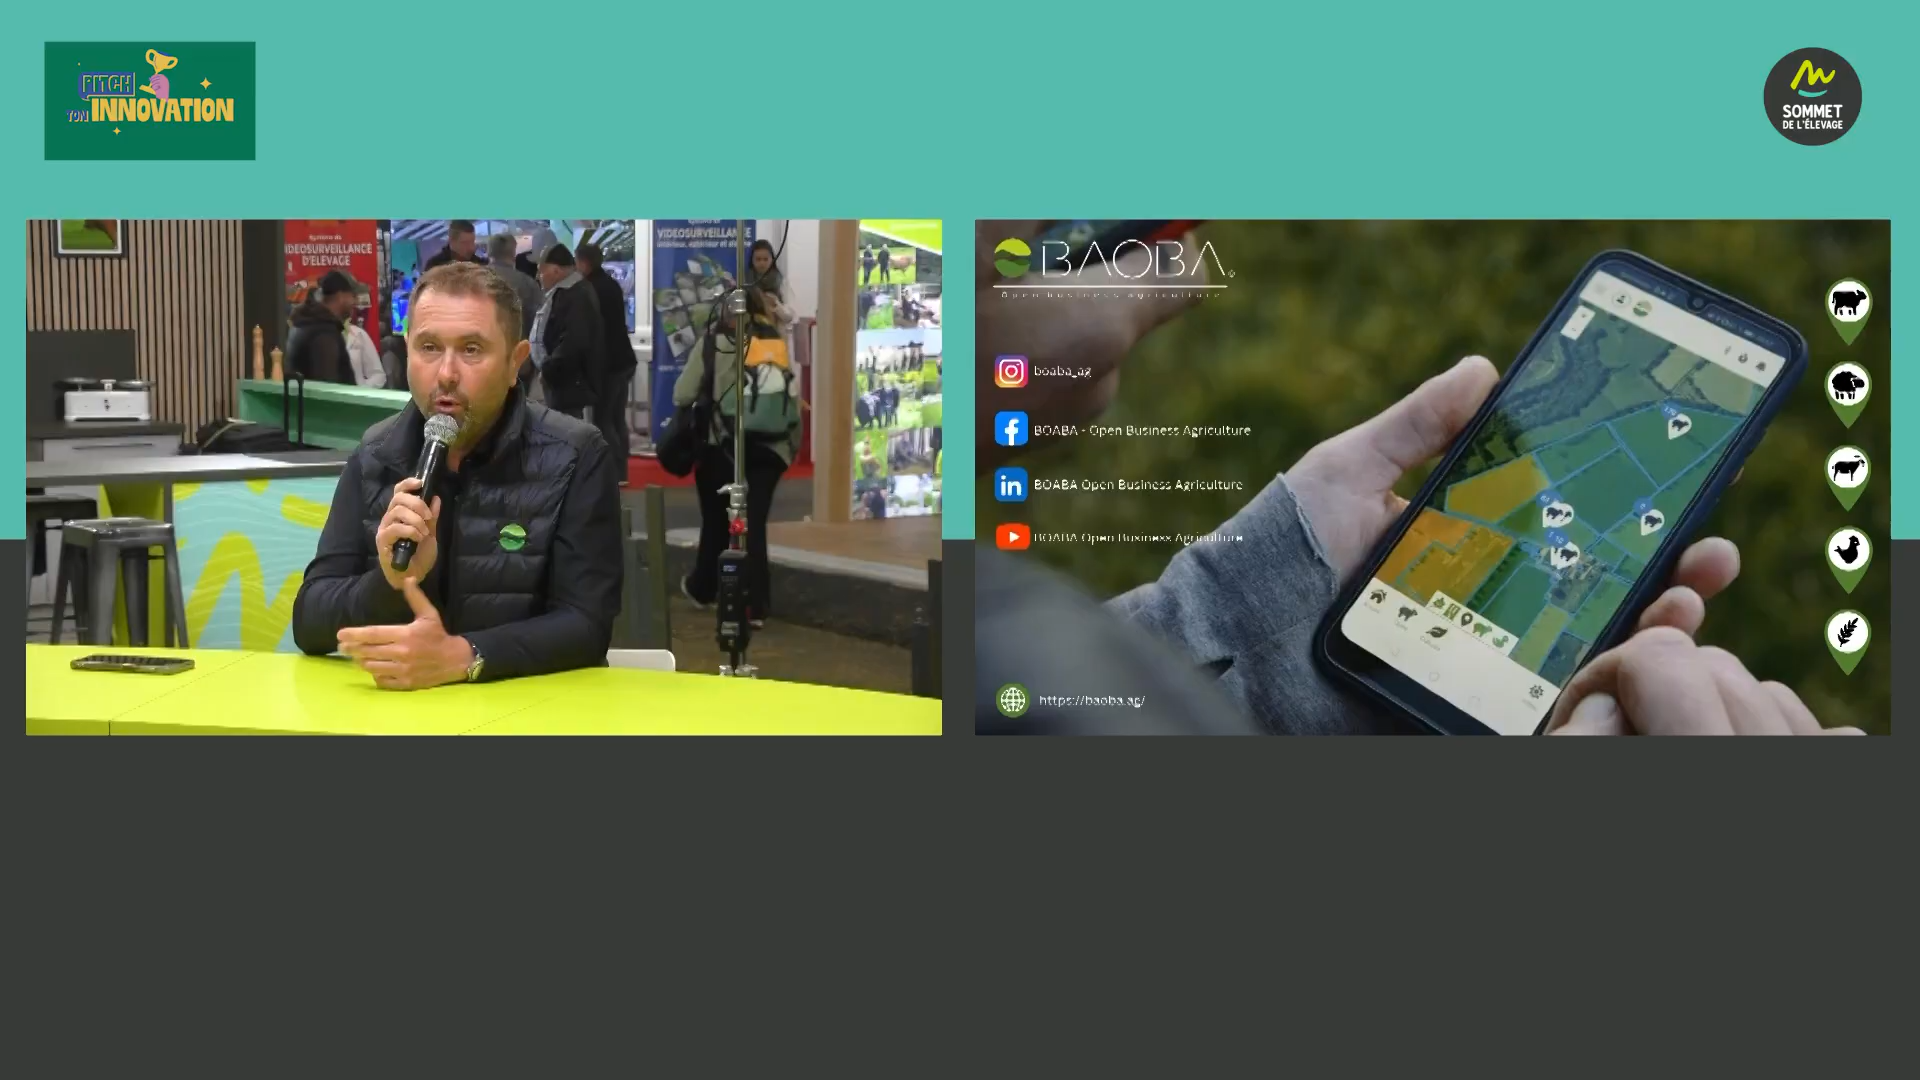 PITCH
TON INNOVATION
SOMMET
DE L'ÉLEVAGE
VIDEOSURVEILLANCE
D'ELEVAGE
VIDEOSURVEILLANCE
BAOBA
Open business agriculture
boaba_ag
BOABA - Open Business Agriculture
BOABA Open Business Agriculture
BOABA Open Business Agriculture
https://baoba.ag/